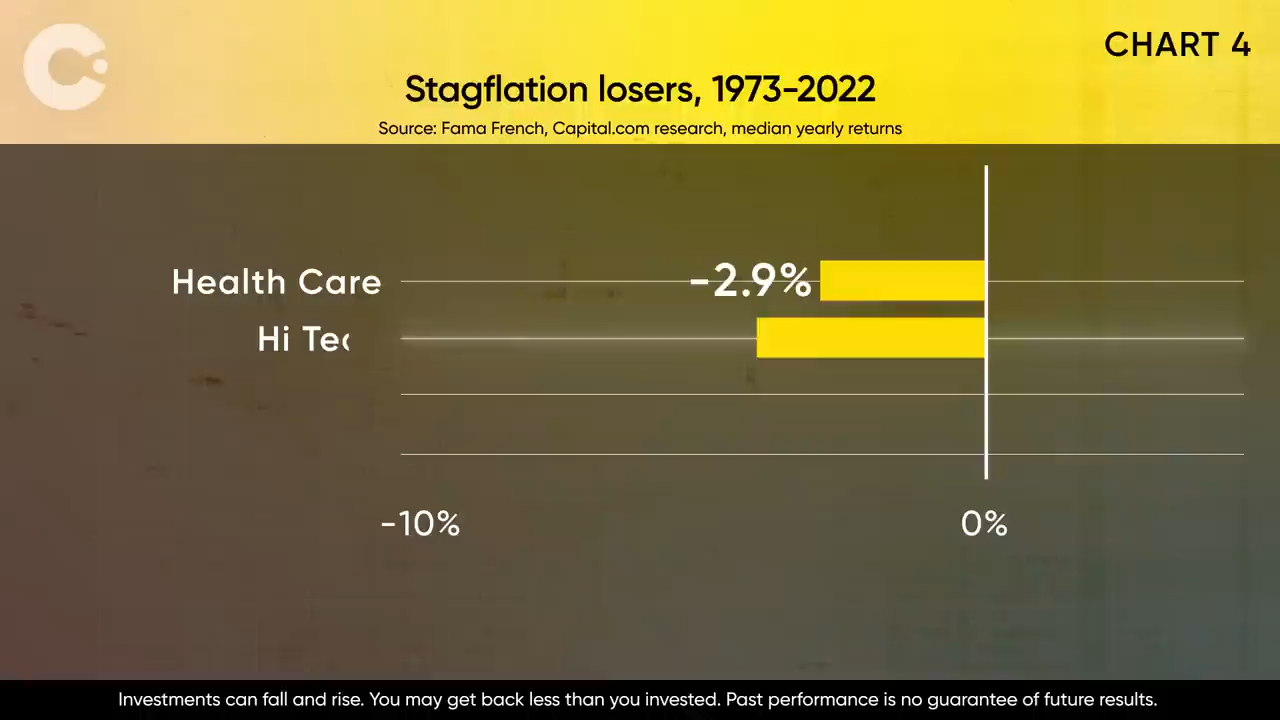 CHART 4
Stagflation losers, 1973-2022
Source: Fama French, Capital.com research, median yearly returns
Health Care
-2.9%
Hi
-10%
0%
Investments can fall and rise. You may get back less than you invested. Past performance is no guarantee of future results.